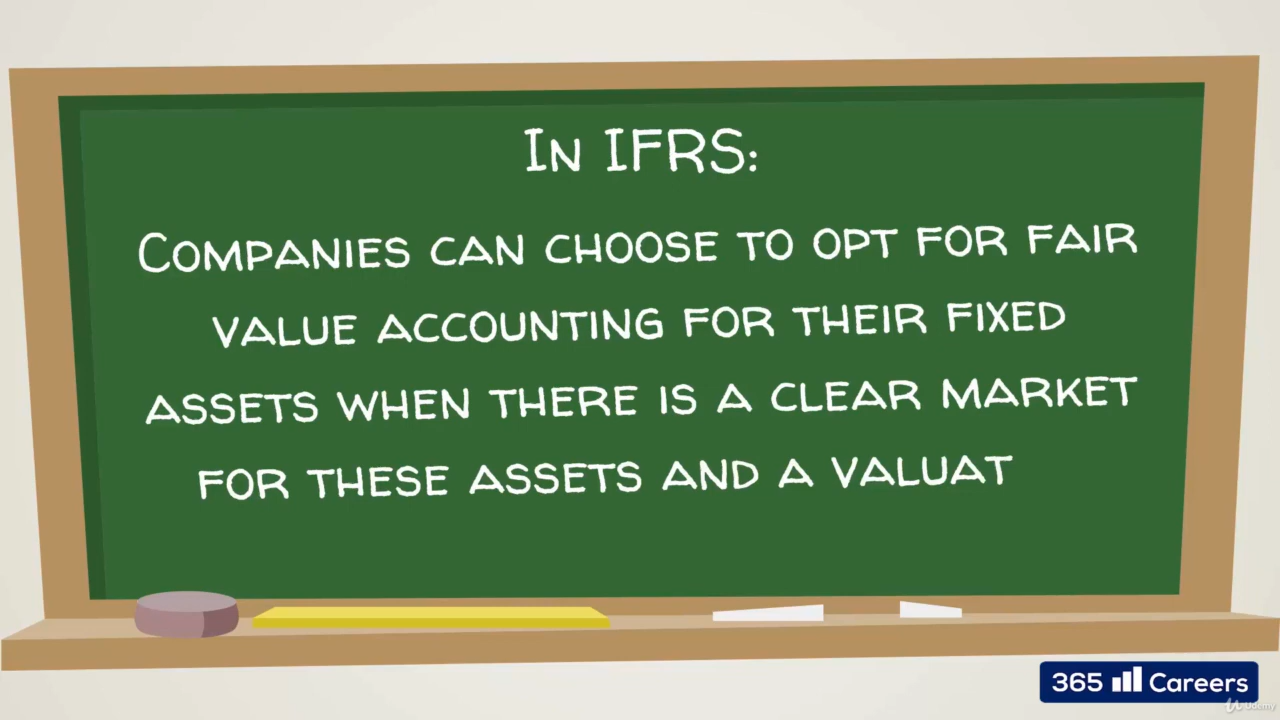 In IFRS:
Companies can choose to opt for fair
value accounting for their fixed
assets when there is a clear market
for these assets and a valuat
365 Careers
Udemy